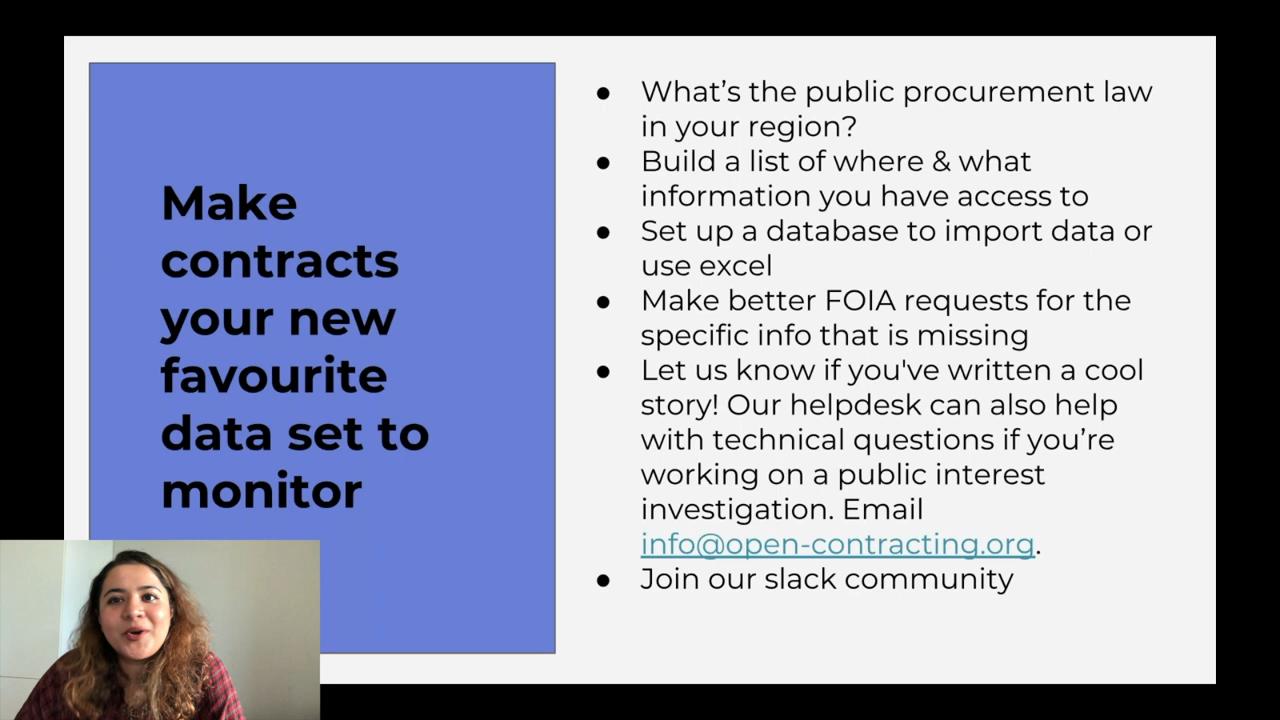 Make
contracts
your new
favourite
data set to
monitor
● What’s the public procurement law
in your region?
● Build a list of where & what
information you have access to
● Set up a database to import data or
use excel
● Make better FOIA requests for the
specific info that is missing
● Let us know if you've written a cool
story! Our helpdesk can also help
with technical questions if you’re
working on a public interest
investigation. Email
info@open-contracting.org.
● Join our slack community